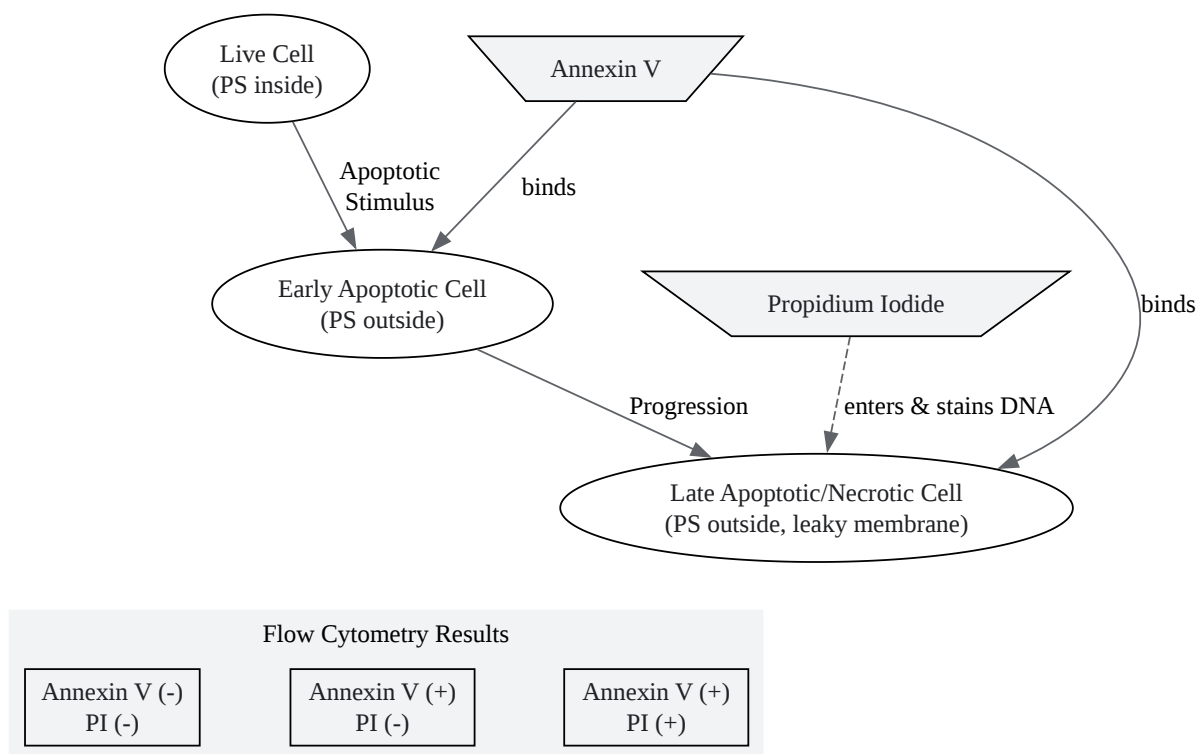 Live Cell
(PS inside)
Annexin V
Apoptotic
Stimulus
binds
Early Apoptotic Cell
(PS outside)
Propidium Iodide
binds
Progression
enters & stains DNA
Late Apoptotic/Necrotic Cell
(PS outside, leaky membrane)
Flow Cytometry Results
Annexin V (-)
PI (-)
Annexin V (+)
PI (-)
Annexin V (+)
PI (+)